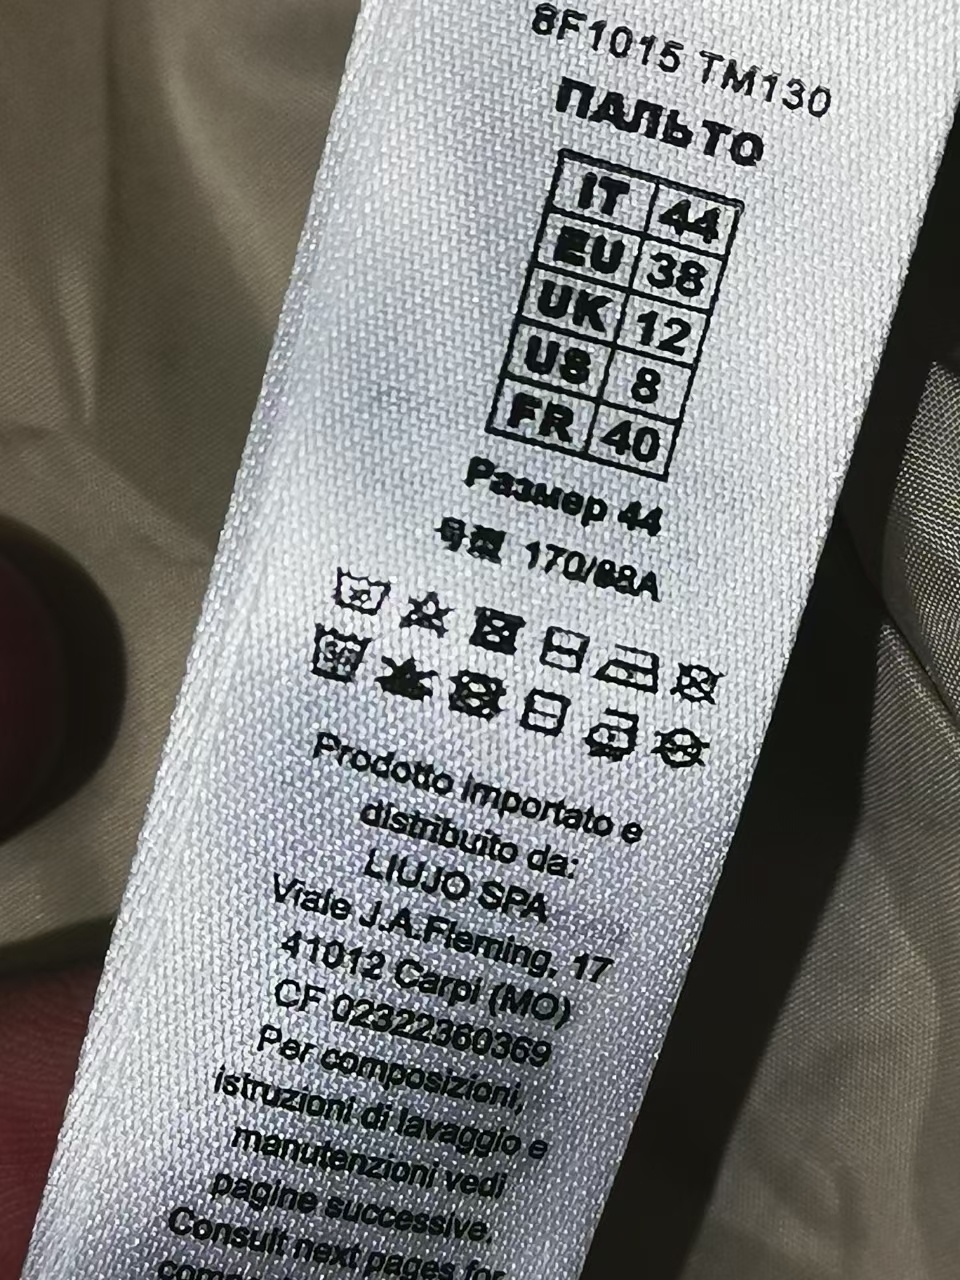 8F1015 TM130
ПАЛЬТО
IT 44
EU 38
UK 12
US 8
FR 40
Размер 44
号型 170/88A
Prodotto importato e
distribuito da:
LIUJO SPA
Viale J.A.Fleming, 17
41012 Carpi (MO)
CF 02322360369
Per composizioni,
istruzioni di lavaggio e
manutenzioni vedi
pagine successive.
Consult next pages for